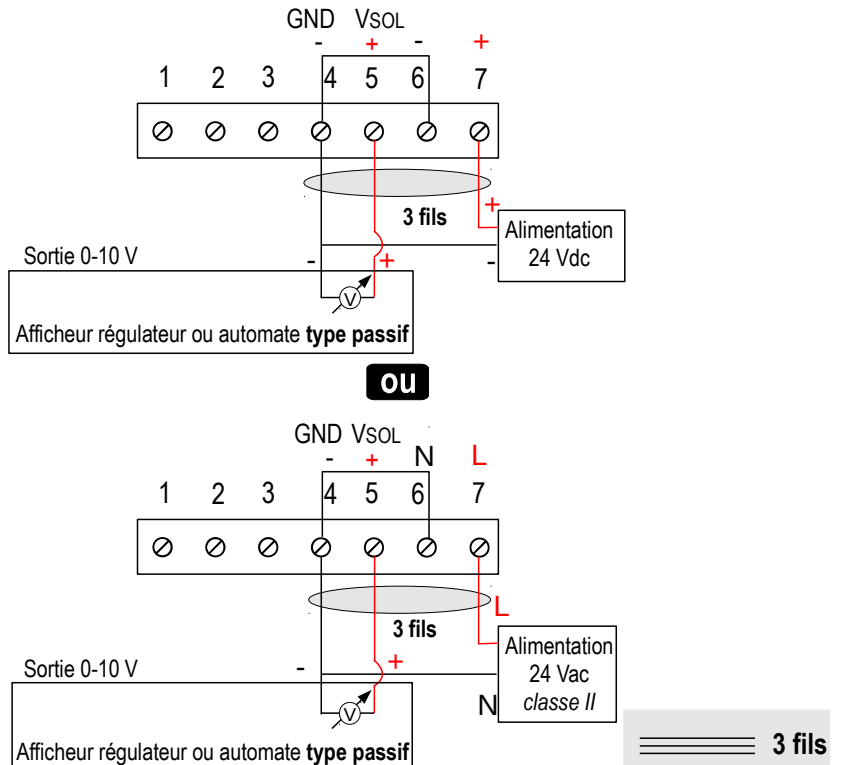 GND VSOL
- + - +
1 2 3 4 5 6 7
3 fils
+
Alimentation
24 Vdc
-
Sortie 0-10 V
- +
V
Afficheur régulateur ou automate type passif
ou
GND VSOL
- + N L
1 2 3 4 5 6 7
L
3 fils
Alimentation
24 Vac
classe II
N
Sortie 0-10 V
- +
V
Afficheur régulateur ou automate type passif
3 fils